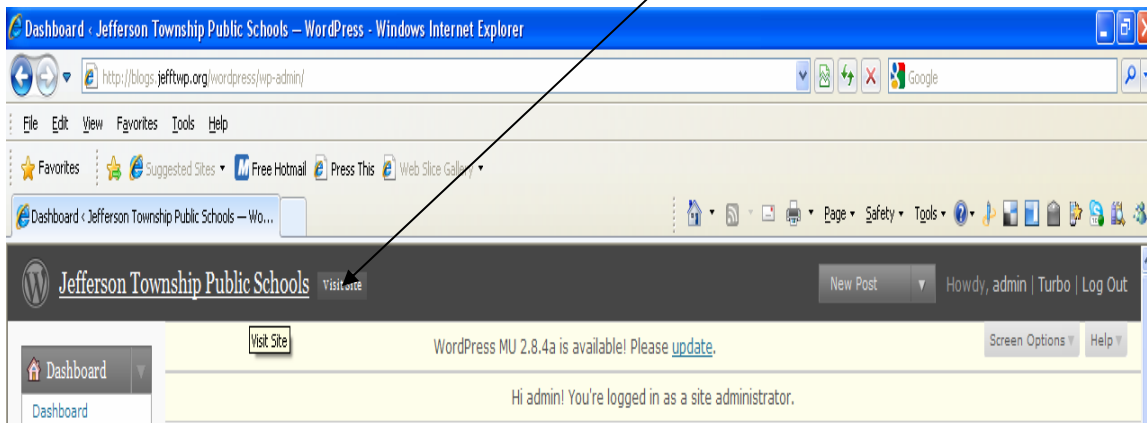 Dashboard ‹ Jefferson Township Public Schools — WordPress - Windows Internet Explorer
http://blogs.jefftwp.org/wordpress/wp-admin/ Google
File Edit View Favorites Tools Help
Favorites Suggested Sites Free Hotmail Press This Web Slice Gallery
Dashboard ‹ Jefferson Township Public Schools — Wo... Page Safety Tools
Jefferson Township Public Schools Visit Site New Post Howdy, admin | Turbo | Log Out
Visit Site WordPress MU 2.8.4a is available! Please update. Screen Options Help
Dashboard
Hi admin! You're logged in as a site administrator.
Dashboard